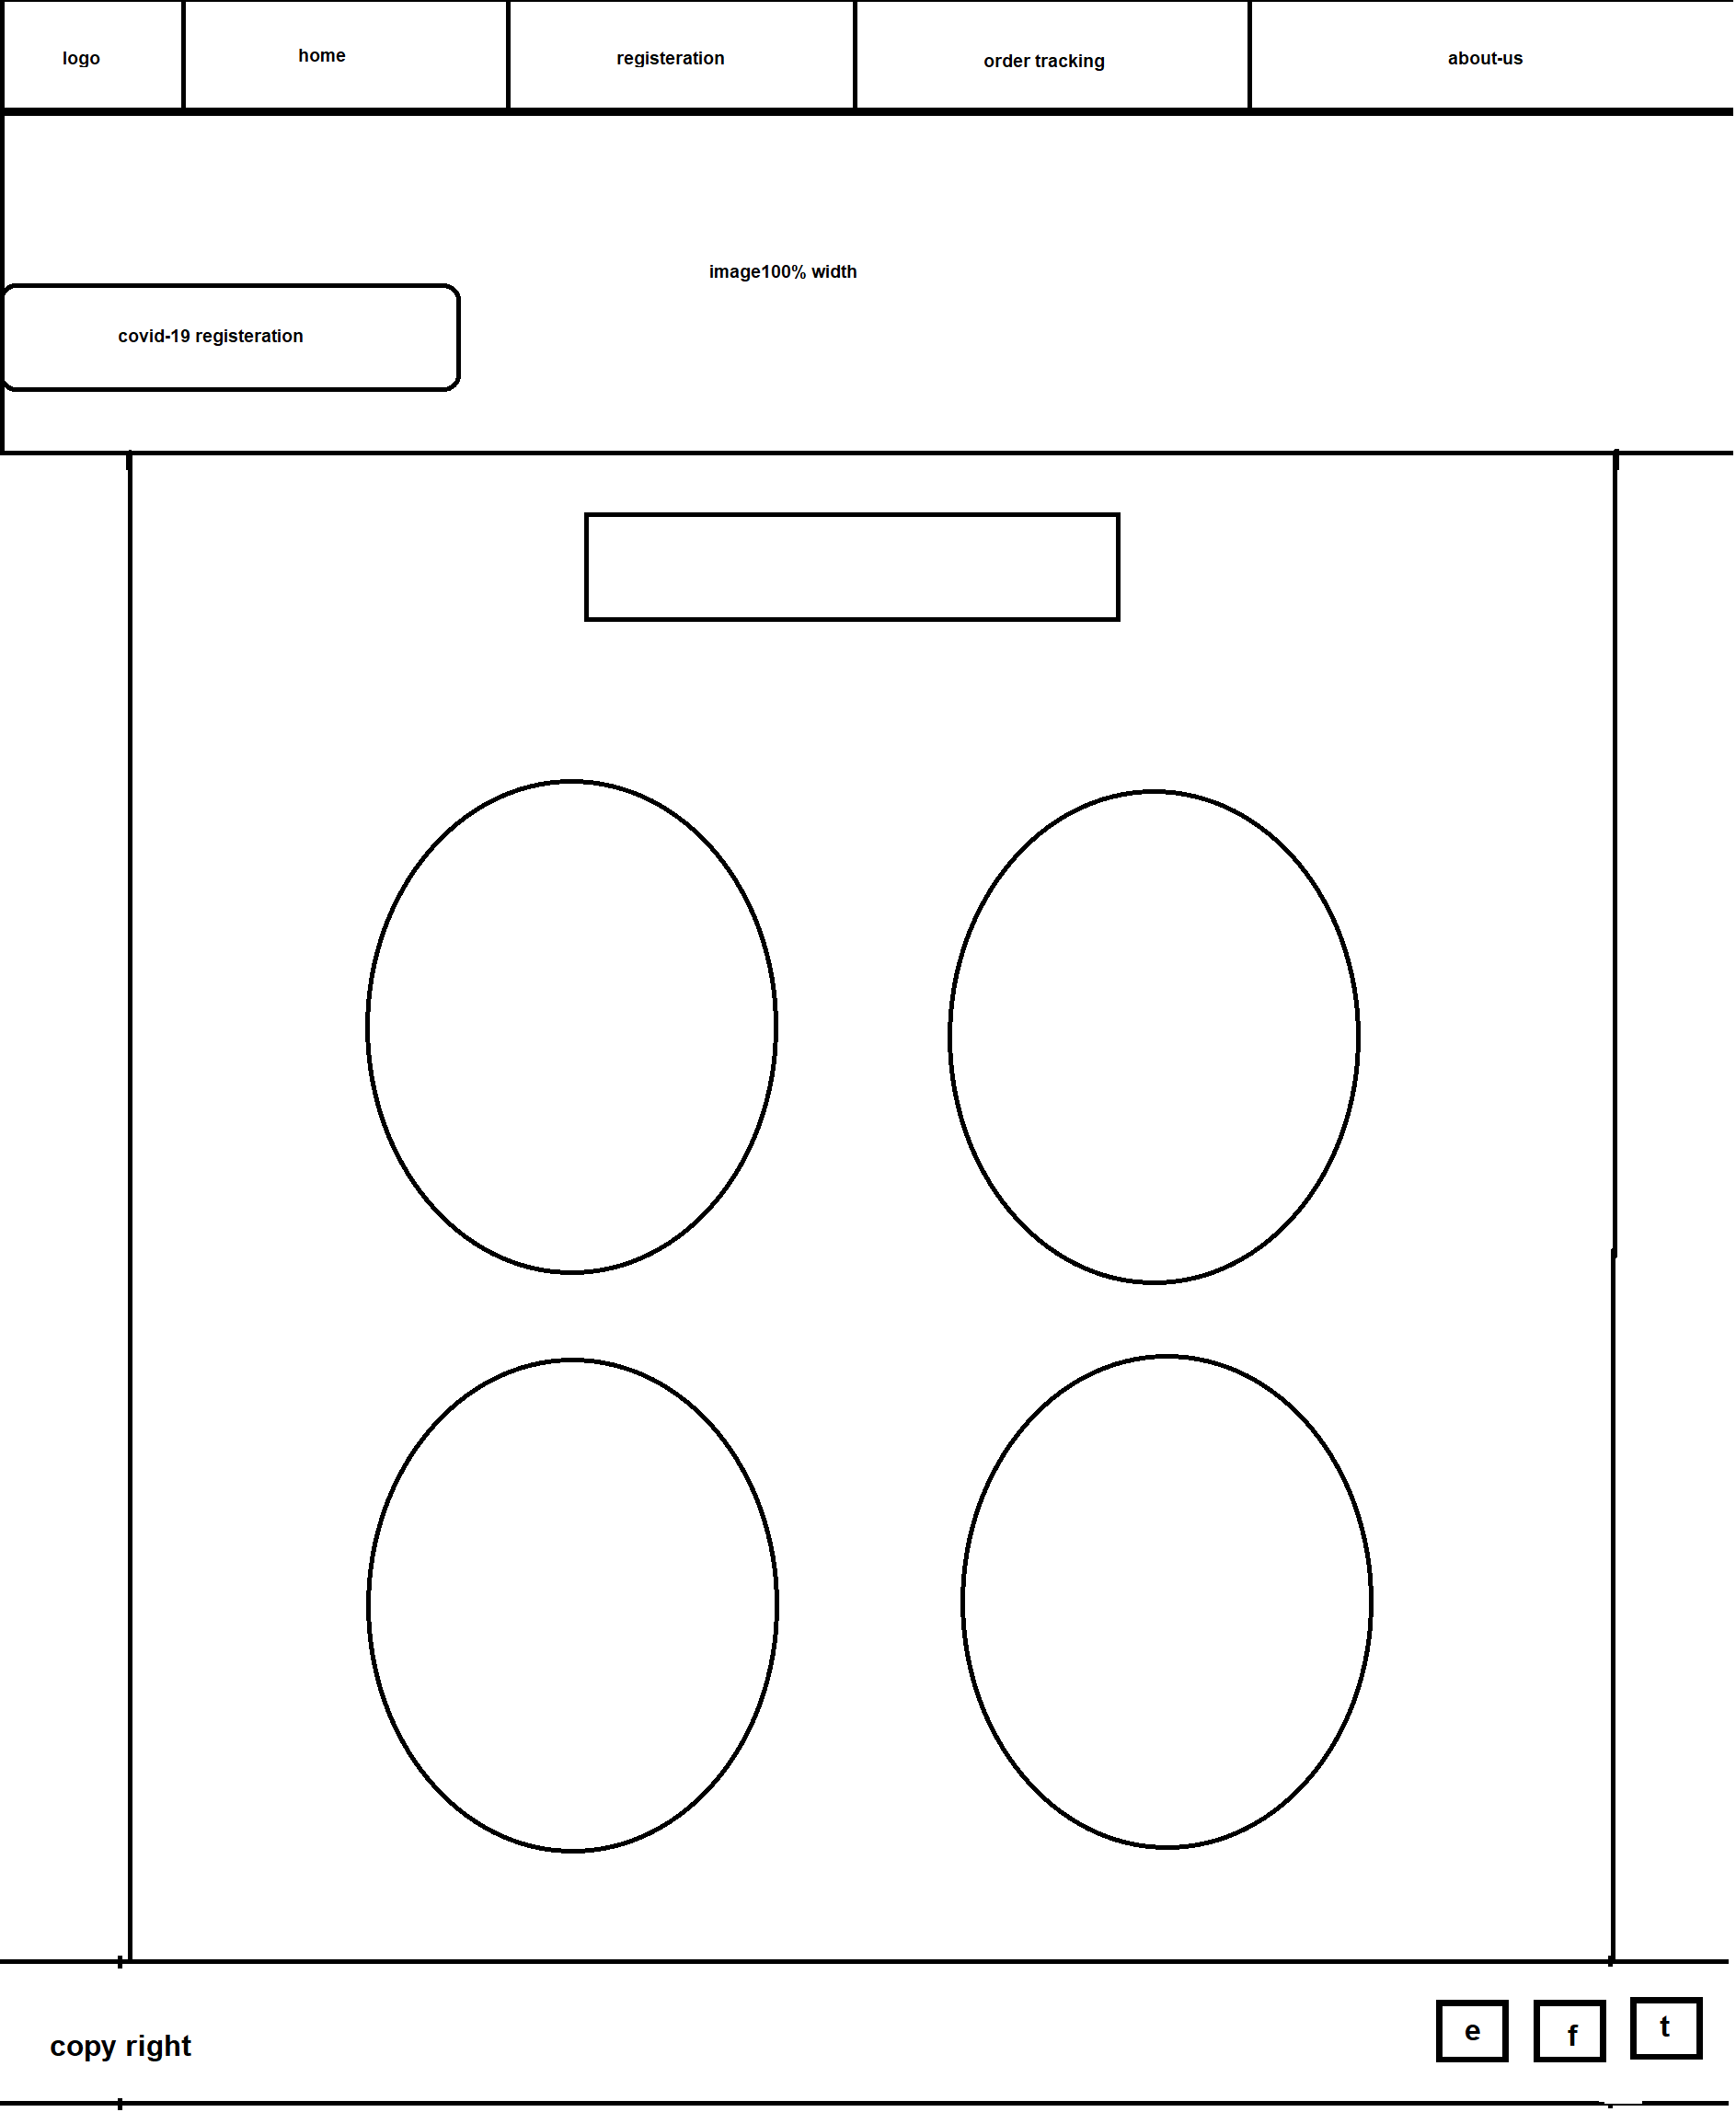 logo
home
registeration
order tracking
about-us
image100% width
covid-19 registeration
copy right
e
f
t